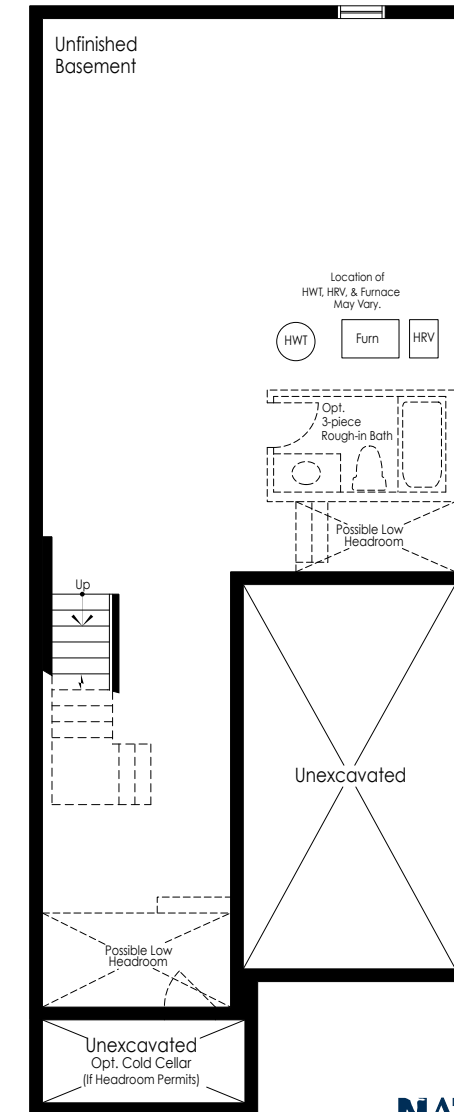 Unfinished
Basement
Location of
HWT, HRV, & Furnace
May Vary.
HWT
Furn
HRV
Opt.
3-piece
Rough-in Bath
Possible Low
Headroom
Up
Unexcavated
Possible Low
Headroom
Unexcavated
Opt. Cold Cellar
(If Headroom Permits)